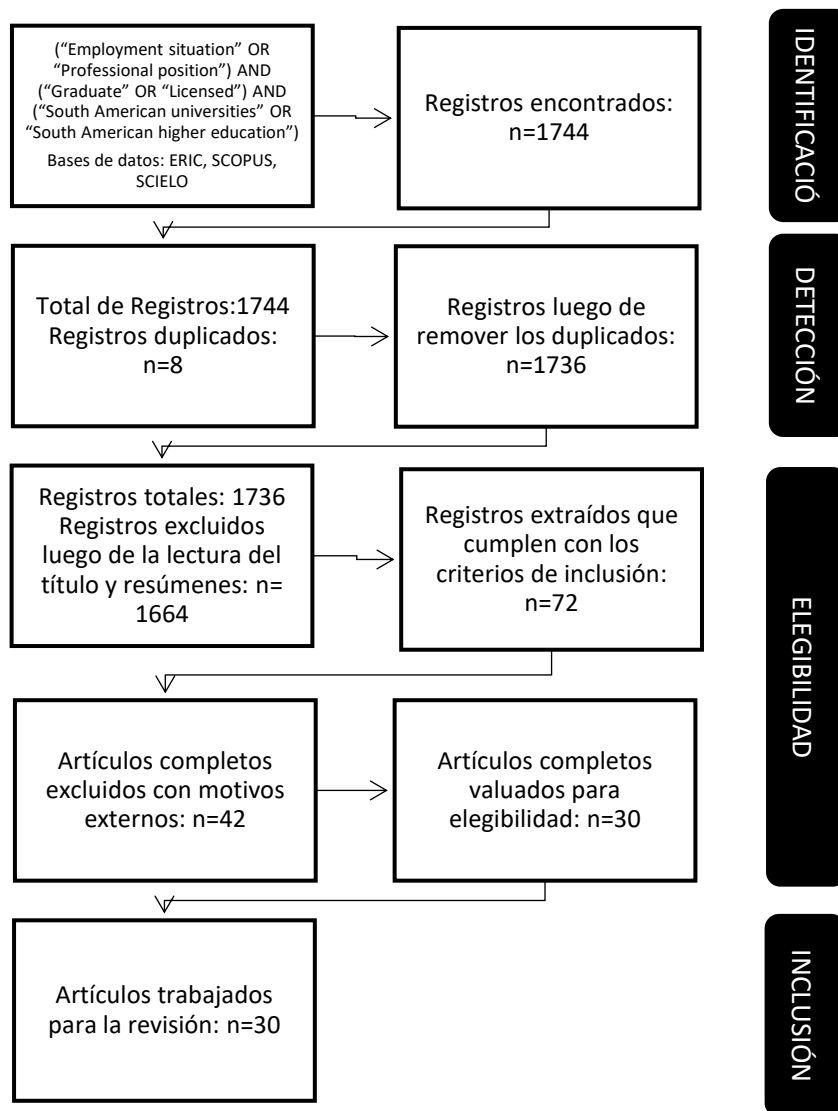 (“Employment situation” OR
“Professional position”) AND
(“Graduate” OR “Licensed”) AND
(“South American universities” OR
“South American higher education”)
Bases de datos: ERIC, SCOPUS,
SCIELO
Registros encontrados:
n=1744
IDENTIFICACIÓ
Total de Registros:1744
Registros duplicados:
n=8
Registros luego de
remover los duplicados:
n=1736
DETECCIÓN
Registros totales: 1736
Registros excluidos
luego de la lectura del
título y resúmenes: n=
1664
Registros extraídos que
cumplen con los
criterios de inclusión:
n=72
ELEGIBILIDAD
Artículos completos
excluidos con motivos
externos: n=42
Artículos completos
valuados para
elegibilidad: n=30
Artículos trabajados
para la revisión: n=30
INCLUSIÓN